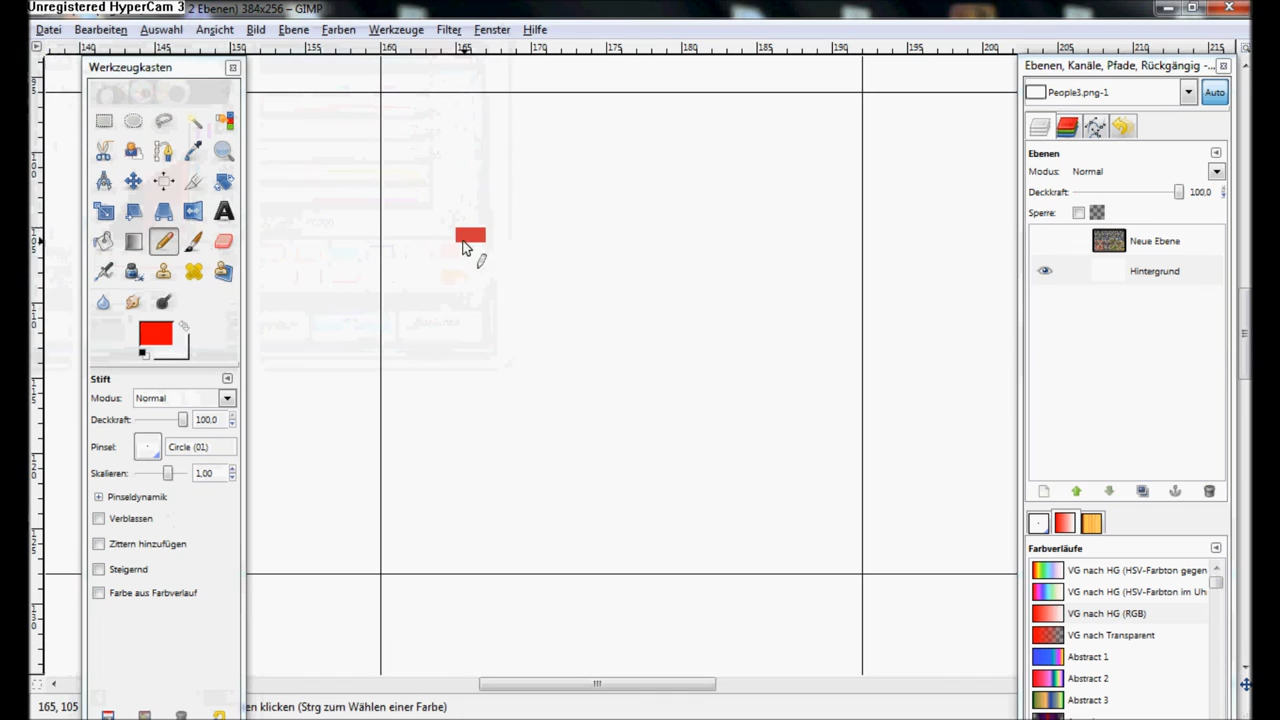 Unregistered HyperCam 3
2 Ebenen) 384x256 – GIMP
Datei Bearbeiten Auswahl Ansicht Bild Ebene Farben Werkzeuge Filter Fenster Hilfe
140 145 150 155 160 165 170 175 180 185 190 195 200 205 210 215
Werkzeugkasten
Stift
Modus: Normal
Deckkraft: 100,0
Pinsel: Circle (01)
Skalieren: 1,00
Pinseldynamik
Verblassen
Zittern hinzufügen
Steigernd
Farbe aus Farbverlauf
165, 105
en klicken (Strg zum Wählen einer Farbe)
Ebenen, Kanäle, Pfade, Rückgängig -...
People3.png-1
Auto
Ebenen
Modus: Normal
Deckkraft: 100,0
Sperre:
Neue Ebene
Hintergrund
Farbverläufe
VG nach HG (HSV-Farbton gegen
VG nach HG (HSV-Farbton im Uh
VG nach HG (RGB)
VG nach Transparent
Abstract 1
Abstract 2
Abstract 3